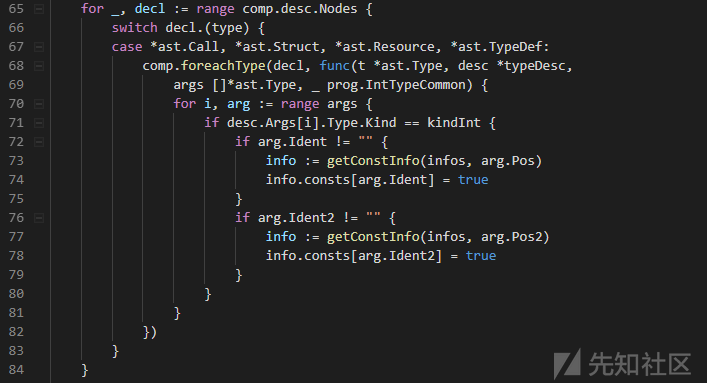 65 for _, decl := range comp.desc.Nodes {
66 switch decl.(type) {
67 case *ast.Call, *ast.Struct, *ast.Resource, *ast.TypeDef:
68 comp.foreachType(decl, func(t *ast.Type, desc *typeDesc,
69 args []*ast.Type, _ prog.IntTypeCommon) {
70 for i, arg := range args {
71 if desc.Args[i].Type.Kind == kindInt {
72 if arg.Ident != "" {
73 info := getConstInfo(infos, arg.Pos)
74 info.consts[arg.Ident] = true
75 }
76 if arg.Ident2 != "" {
77 info := getConstInfo(infos, arg.Pos2)
78 info.consts[arg.Ident2] = true
79 }
80 }
81 }
82 })
83 }
84 }
先知社区